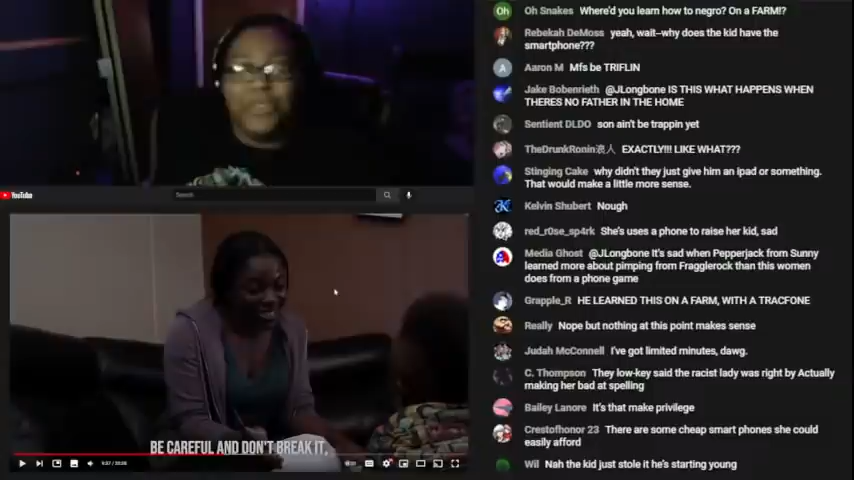 YouTube
Search
BE CAREFUL AND DON'T BREAK IT,
Oh
Oh Snakes Where'd you learn how to negro? On a FARM!?
Rebekah DeMoss yeah, wait--why does the kid have the
smartphone???
A
Aaron M Mfs be TRIFLIN
Jake Bobenrieth @JLongbone IS THIS WHAT HAPPENS WHEN
THERES NO FATHER IN THE HOME
Sentient DLDO son ain't be trappin yet
TheDrunkRonin浪人 EXACTLY!!! LIKE WHAT???
Stinging Cake why didn't they just give him an ipad or something.
That would make a little more sense.
Kelvin Shubert Nough
red_r0se_sp4rk She's uses a phone to raise her kid, sad
Media Ghost @JLongbone It's sad when Pepperjack from Sunny
learned more about pimping from Fragglerock than this women
does from a phone game
Grapple_R HE LEARNED THIS ON A FARM, WITH A TRACFONE
Really Nope but nothing at this point makes sense
Judah McConnell I've got limited minutes, dawg.
C. Thompson They low-key said the racist lady was right by Actually
making her bad at spelling
Bailey Lanore It's that make privilege
Crestofhonor 23 There are some cheap smart phones she could
easily afford
Wil Nah the kid just stole it he's starting young